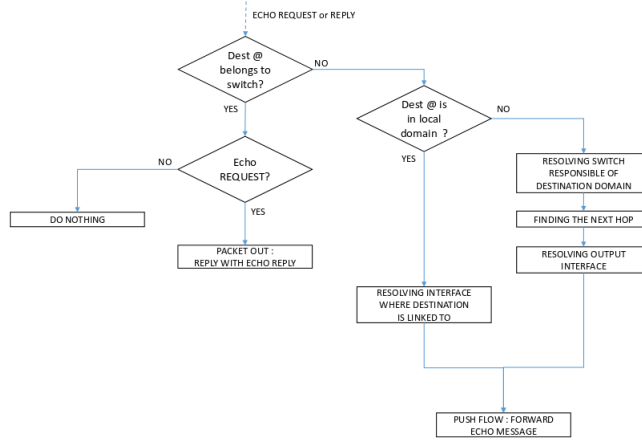 ECHO REQUEST or REPLY
Dest @
belongs to
switch?
NO
YES
Dest @ is
in local
domain ?
NO
YES
Echo
REQUEST?
NO
YES
DO NOTHING
PACKET OUT :
REPLY WITH ECHO REPLY
RESOLVING SWITCH
RESPONSIBLE OF
DESTINATION DOMAIN
FINDING THE NEXT HOP
RESOLVING OUTPUT
INTERFACE
RESOLVING INTERFACE
WHERE DESTINATION
IS LINKED TO
PUSH FLOW : FORWARD
ECHO MESSAGE